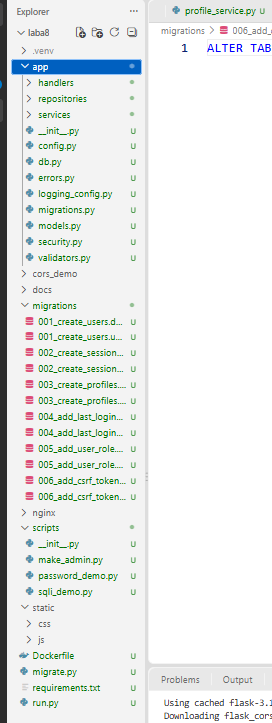 Explorer
profile_service.py
laba8
migrations > 006_add_
.venv
1 ALTER TAB
app
handlers
repositories
services
__init__.py U
config.py U
db.py U
errors.py U
logging_config.py U
migrations.py U
models.py U
security.py U
validators.py U
cors_demo
docs
migrations
001_create_users.d... U
001_create_users.u... U
002_create_session... U
002_create_session... U
003_create_profiles.... U
003_create_profiles.... U
004_add_last_login... U
004_add_last_login... U
005_add_user_role.... U
005_add_user_role.... U
006_add_csrf_token... U
006_add_csrf_token... U
nginx
scripts
__init__.py U
make_admin.py U
password_demo.py U
sqli_demo.py U
static
css
js
Dockerfile U
migrate.py U
requirements.txt U
run.py U
Problems Output
Using cached flask-3.
Downloading flask_cor